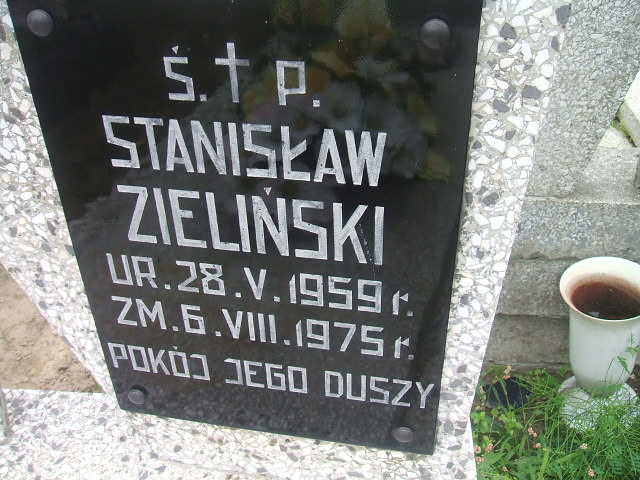 Ś.†p.
STANISŁAW
ZIELIŃSKI
UR.28.V.1959 r.
ZM.6.VIII.1975 r.
POKÓJ JEGO DUSZY